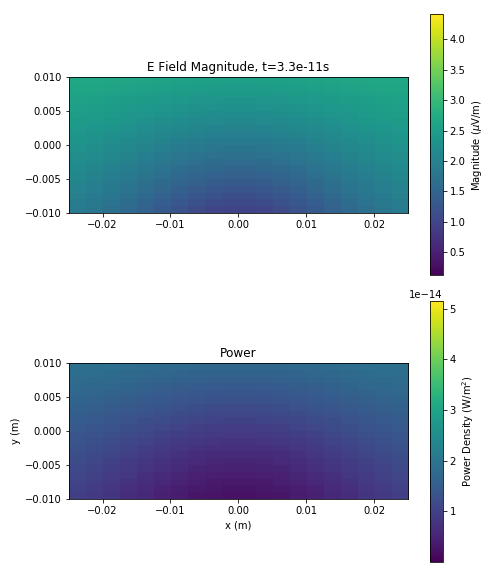 E Field Magnitude, t=3.3e-11s
0.010
0.005
0.000
−0.005
−0.010
−0.02 −0.01 0.00 0.01 0.02
4.0
3.5
3.0
2.5
2.0
1.5
1.0
0.5
Magnitude (μV/m)
Power
0.010
0.005
0.000
−0.005
−0.010
y (m)
−0.02 −0.01 0.00 0.01 0.02
x (m)
1e−14
5
4
3
2
1
Power Density (W/m²)